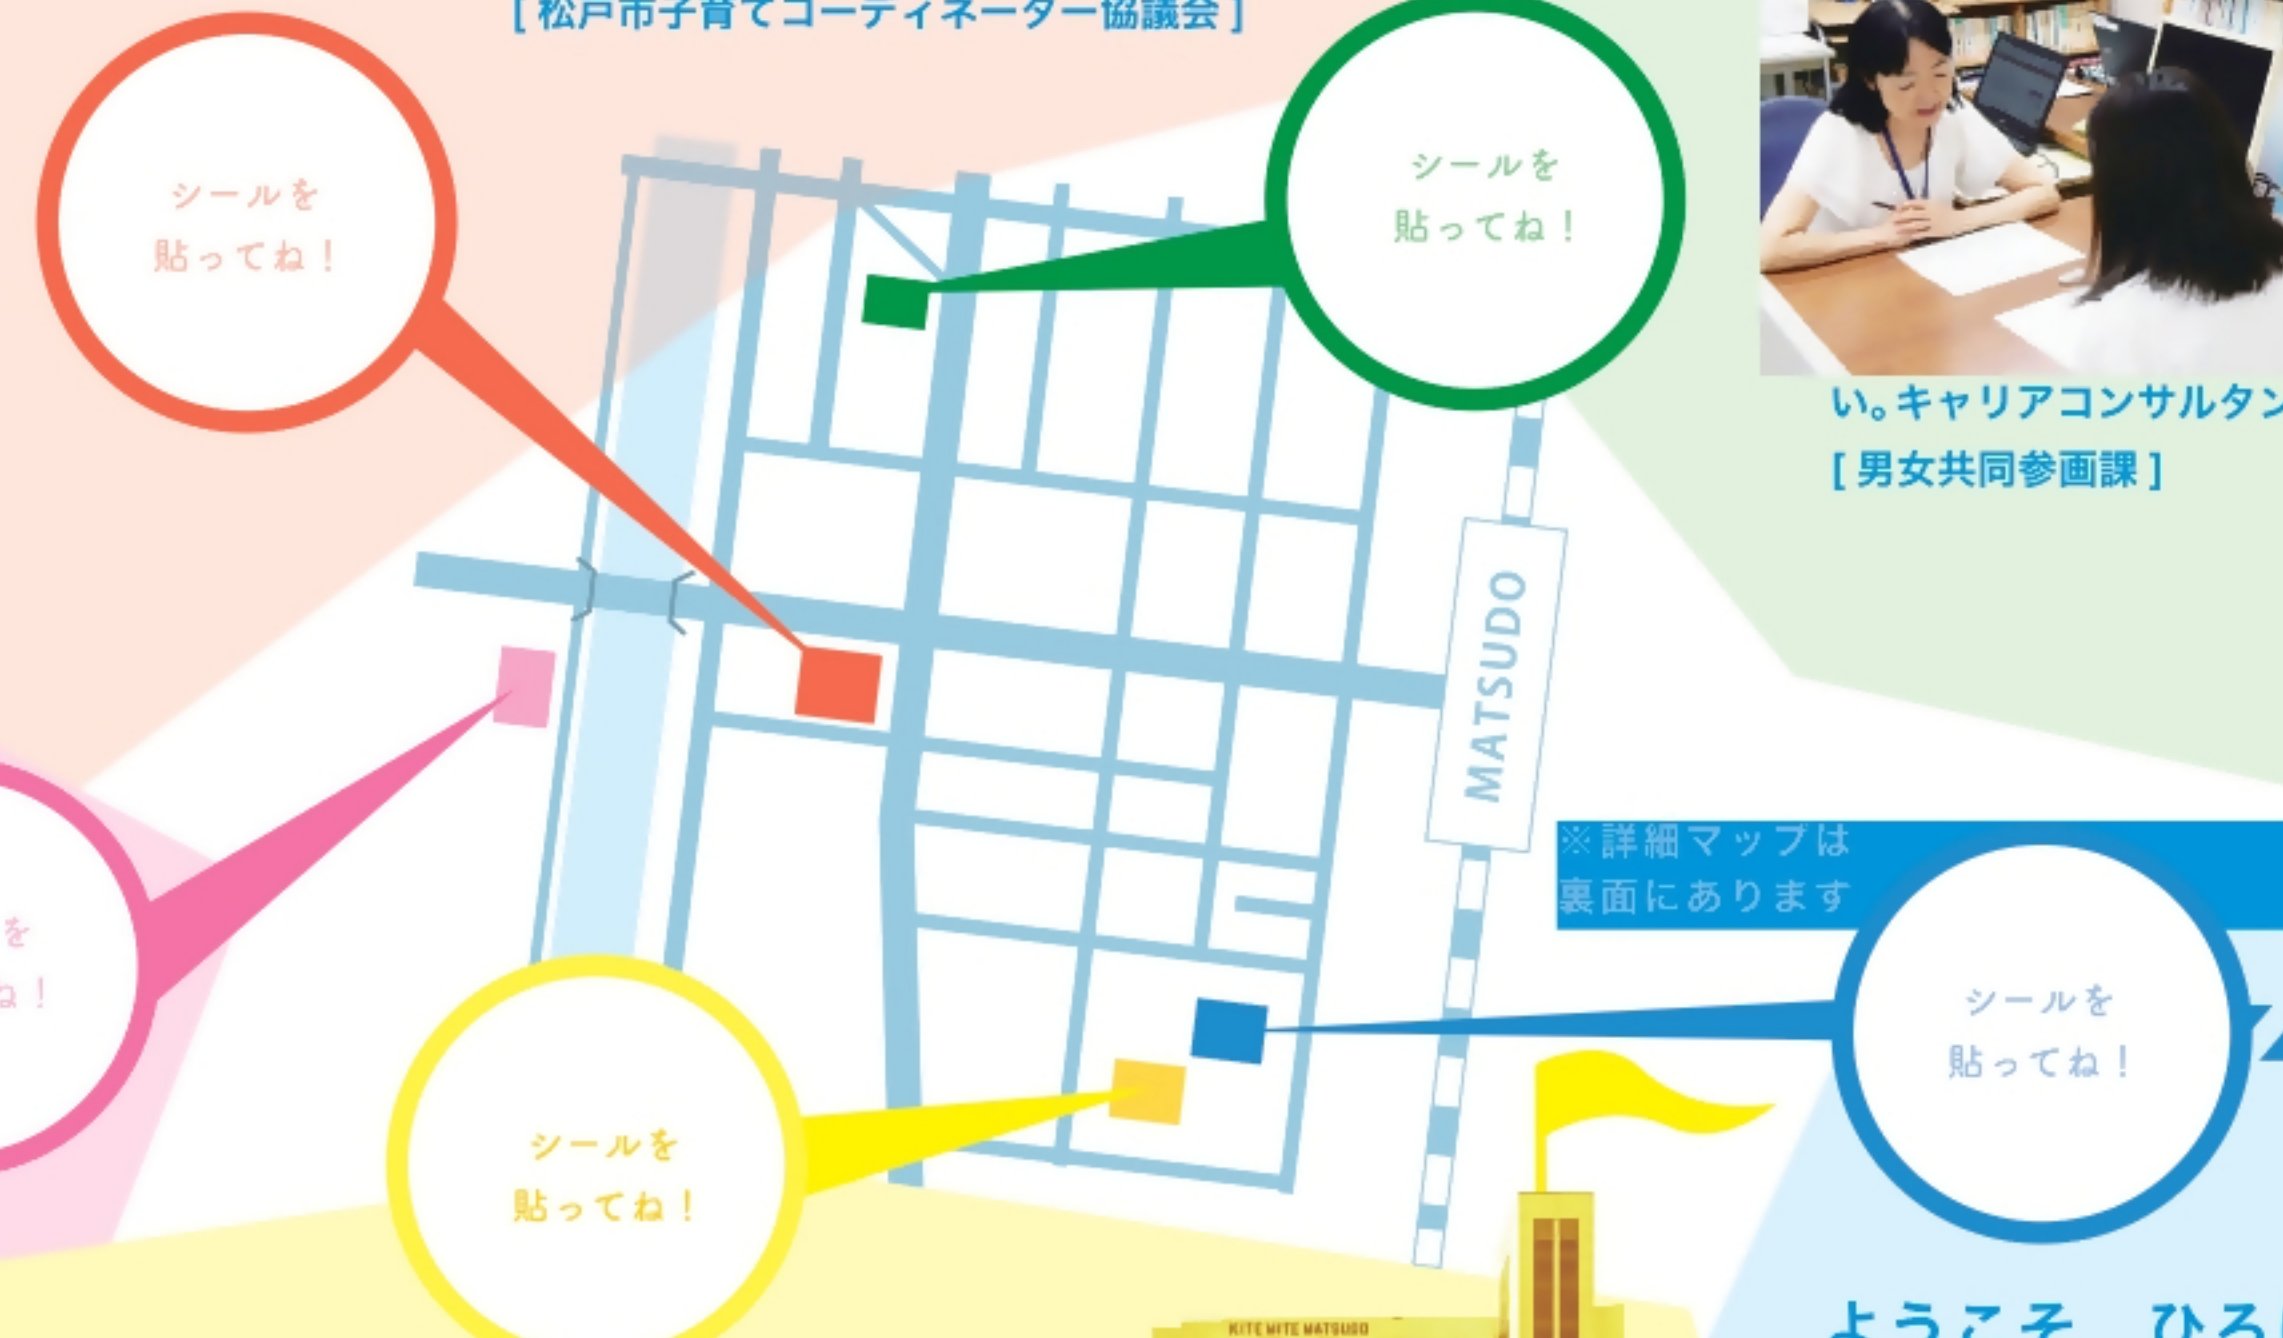 [ 松戸市子育てコーディネーター協議会 ]
シールを
貼ってね！
シールを
貼ってね！
い。キャリアコンサルタン
[ 男女共同参画課 ]
MATSUDO
※詳細マップは
裏面にあります
を
ね！
シールを
貼ってね！
シールを
貼ってね！
KITE MITE MATSUDO
ようこそ　ひろ